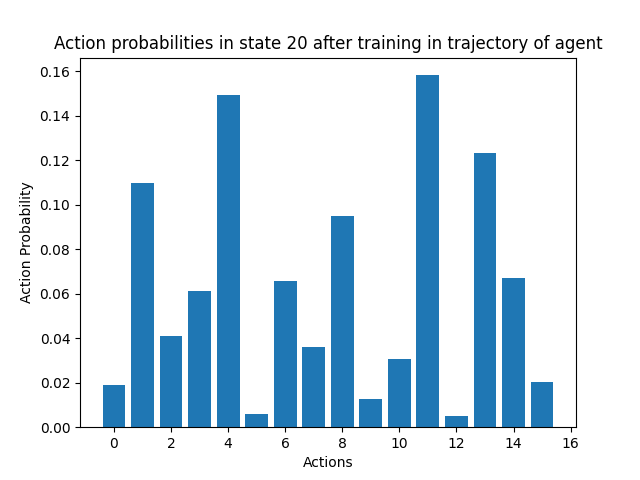 Action probabilities in state 20 after training in trajectory of agent
0.16
0.14
0.12
0.10
0.08
0.06
0.04
0.02
0.00
Action Probability
0 2 4 6 8 10 12 14 16
Actions